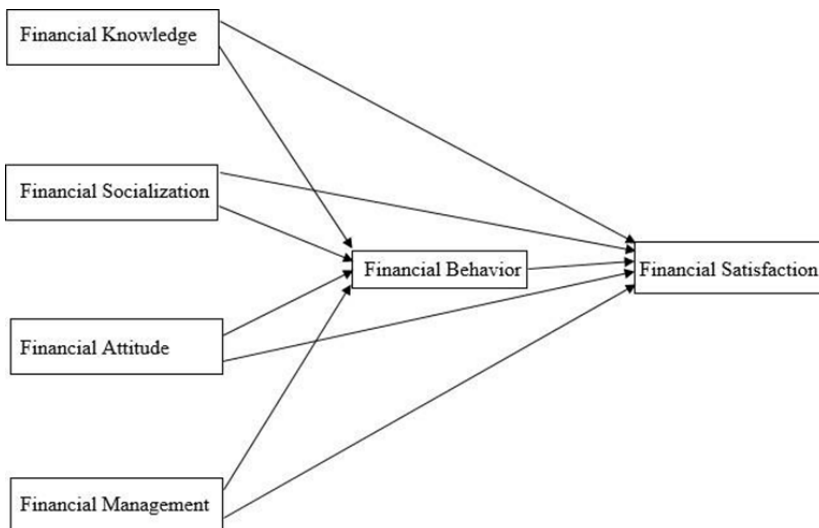 Financial Knowledge
Financial Socialization
Financial Behavior
Financial Satisfaction
Financial Attitude
Financial Management